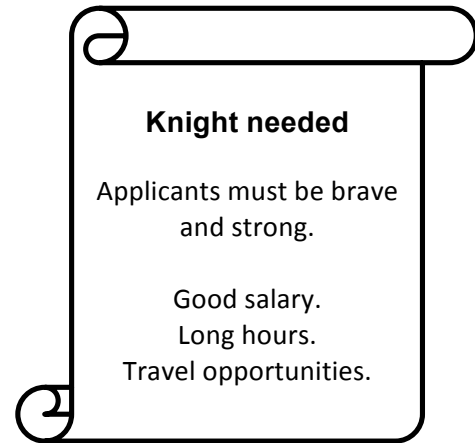 Knight needed
Applicants must be brave
and strong.
Good salary.
Long hours.
Travel opportunities.